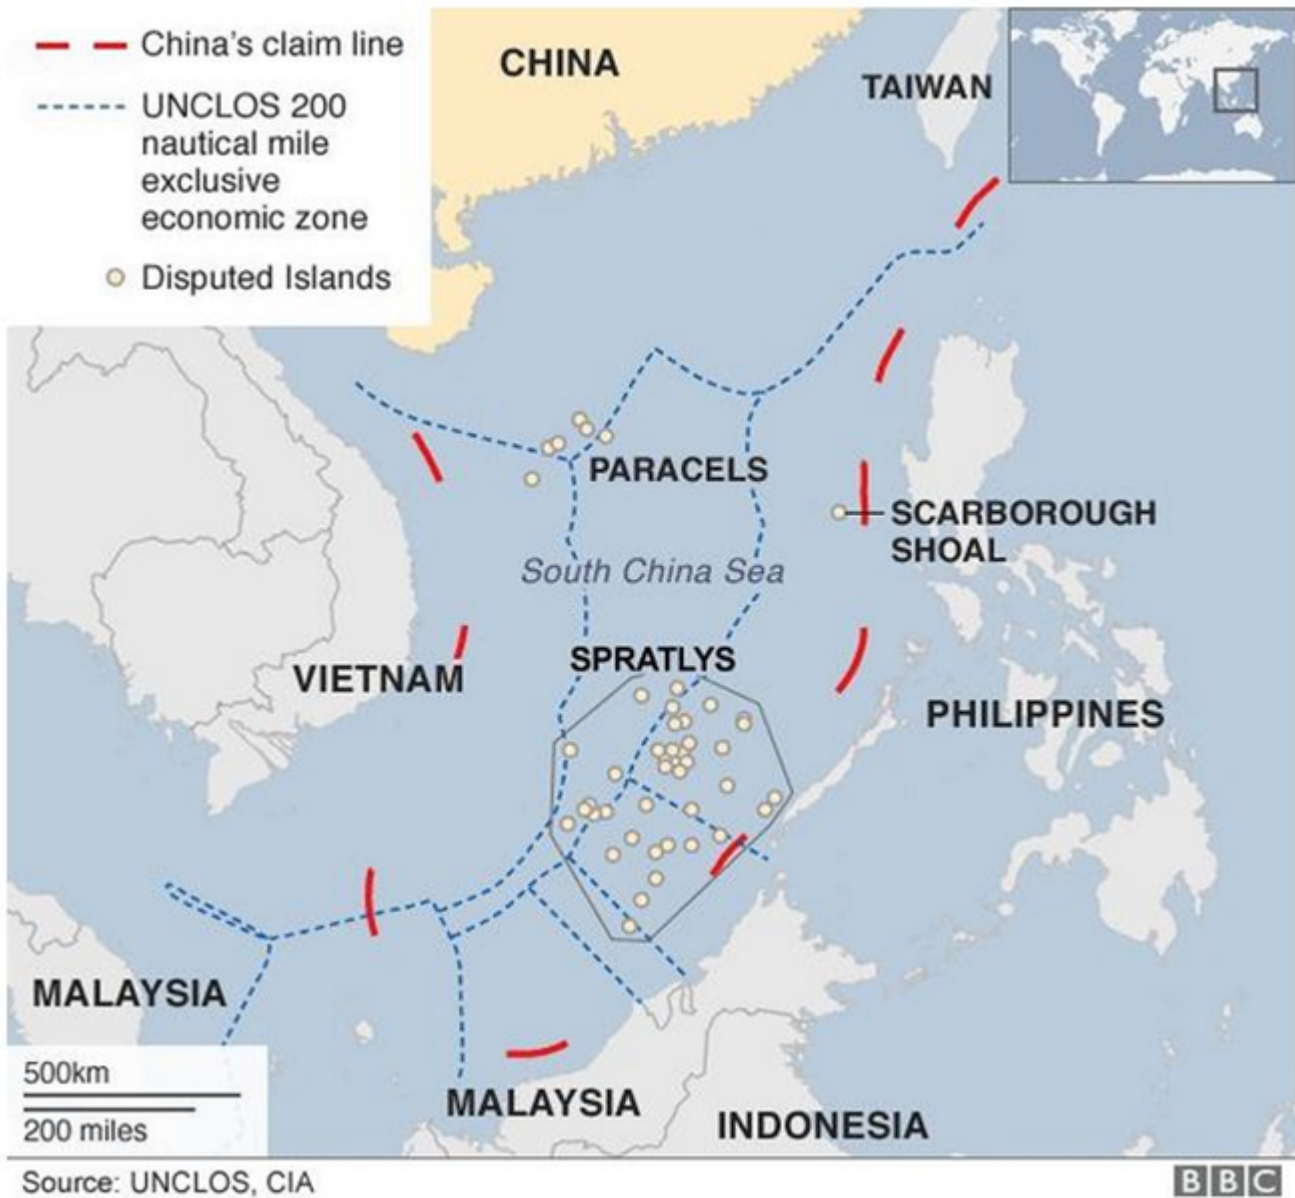 China's claim line
UNCLOS 200
nautical mile
exclusive
economic zone
Disputed Islands
CHINA
TAIWAN
PARACELS
SCARBOROUGH
SHOAL
South China Sea
SPRATLYS
VIETNAM
PHILIPPINES
MALAYSIA
500km
200 miles
MALAYSIA
INDONESIA
Source: UNCLOS, CIA
BBC